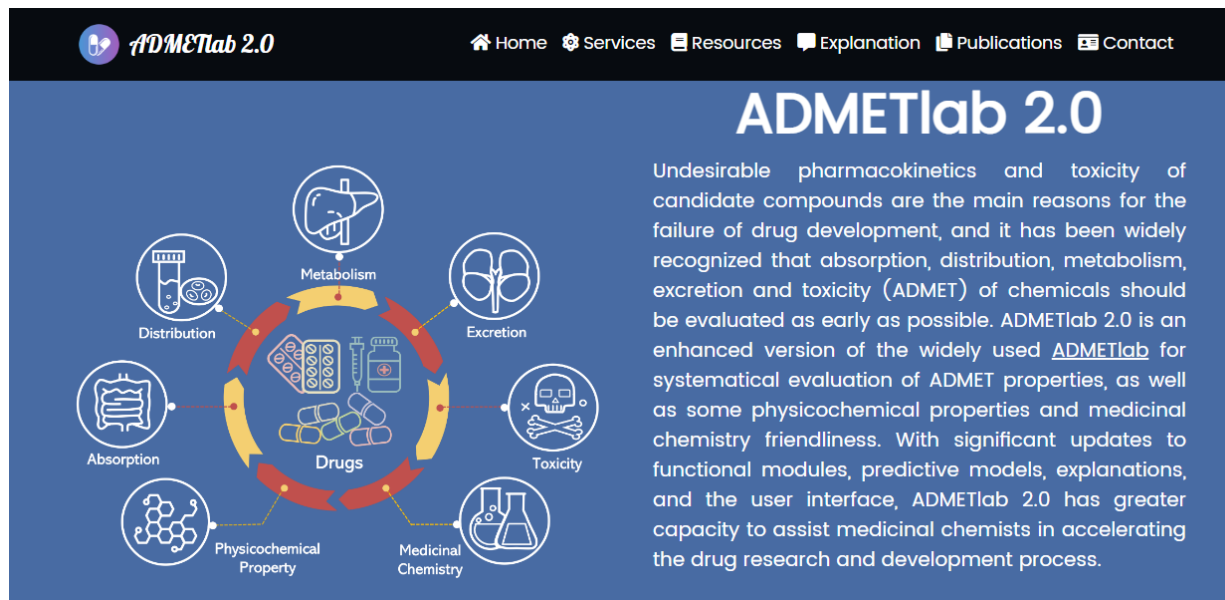 ADMETlab 2.0
Home Services Resources Explanation Publications Contact
Metabolism
Distribution
Excretion
Absorption
Drugs
Toxicity
Physicochemical
Property
Medicinal
Chemistry
ADMETlab 2.0
Undesirable pharmacokinetics and toxicity of
candidate compounds are the main reasons for the
failure of drug development, and it has been widely
recognized that absorption, distribution, metabolism,
excretion and toxicity (ADMET) of chemicals should
be evaluated as early as possible. ADMETlab 2.0 is an
enhanced version of the widely used ADMETlab for
systematical evaluation of ADMET properties, as well
as some physicochemical properties and medicinal
chemistry friendliness. With significant updates to
functional modules, predictive models, explanations,
and the user interface, ADMETlab 2.0 has greater
capacity to assist medicinal chemists in accelerating
the drug research and development process.